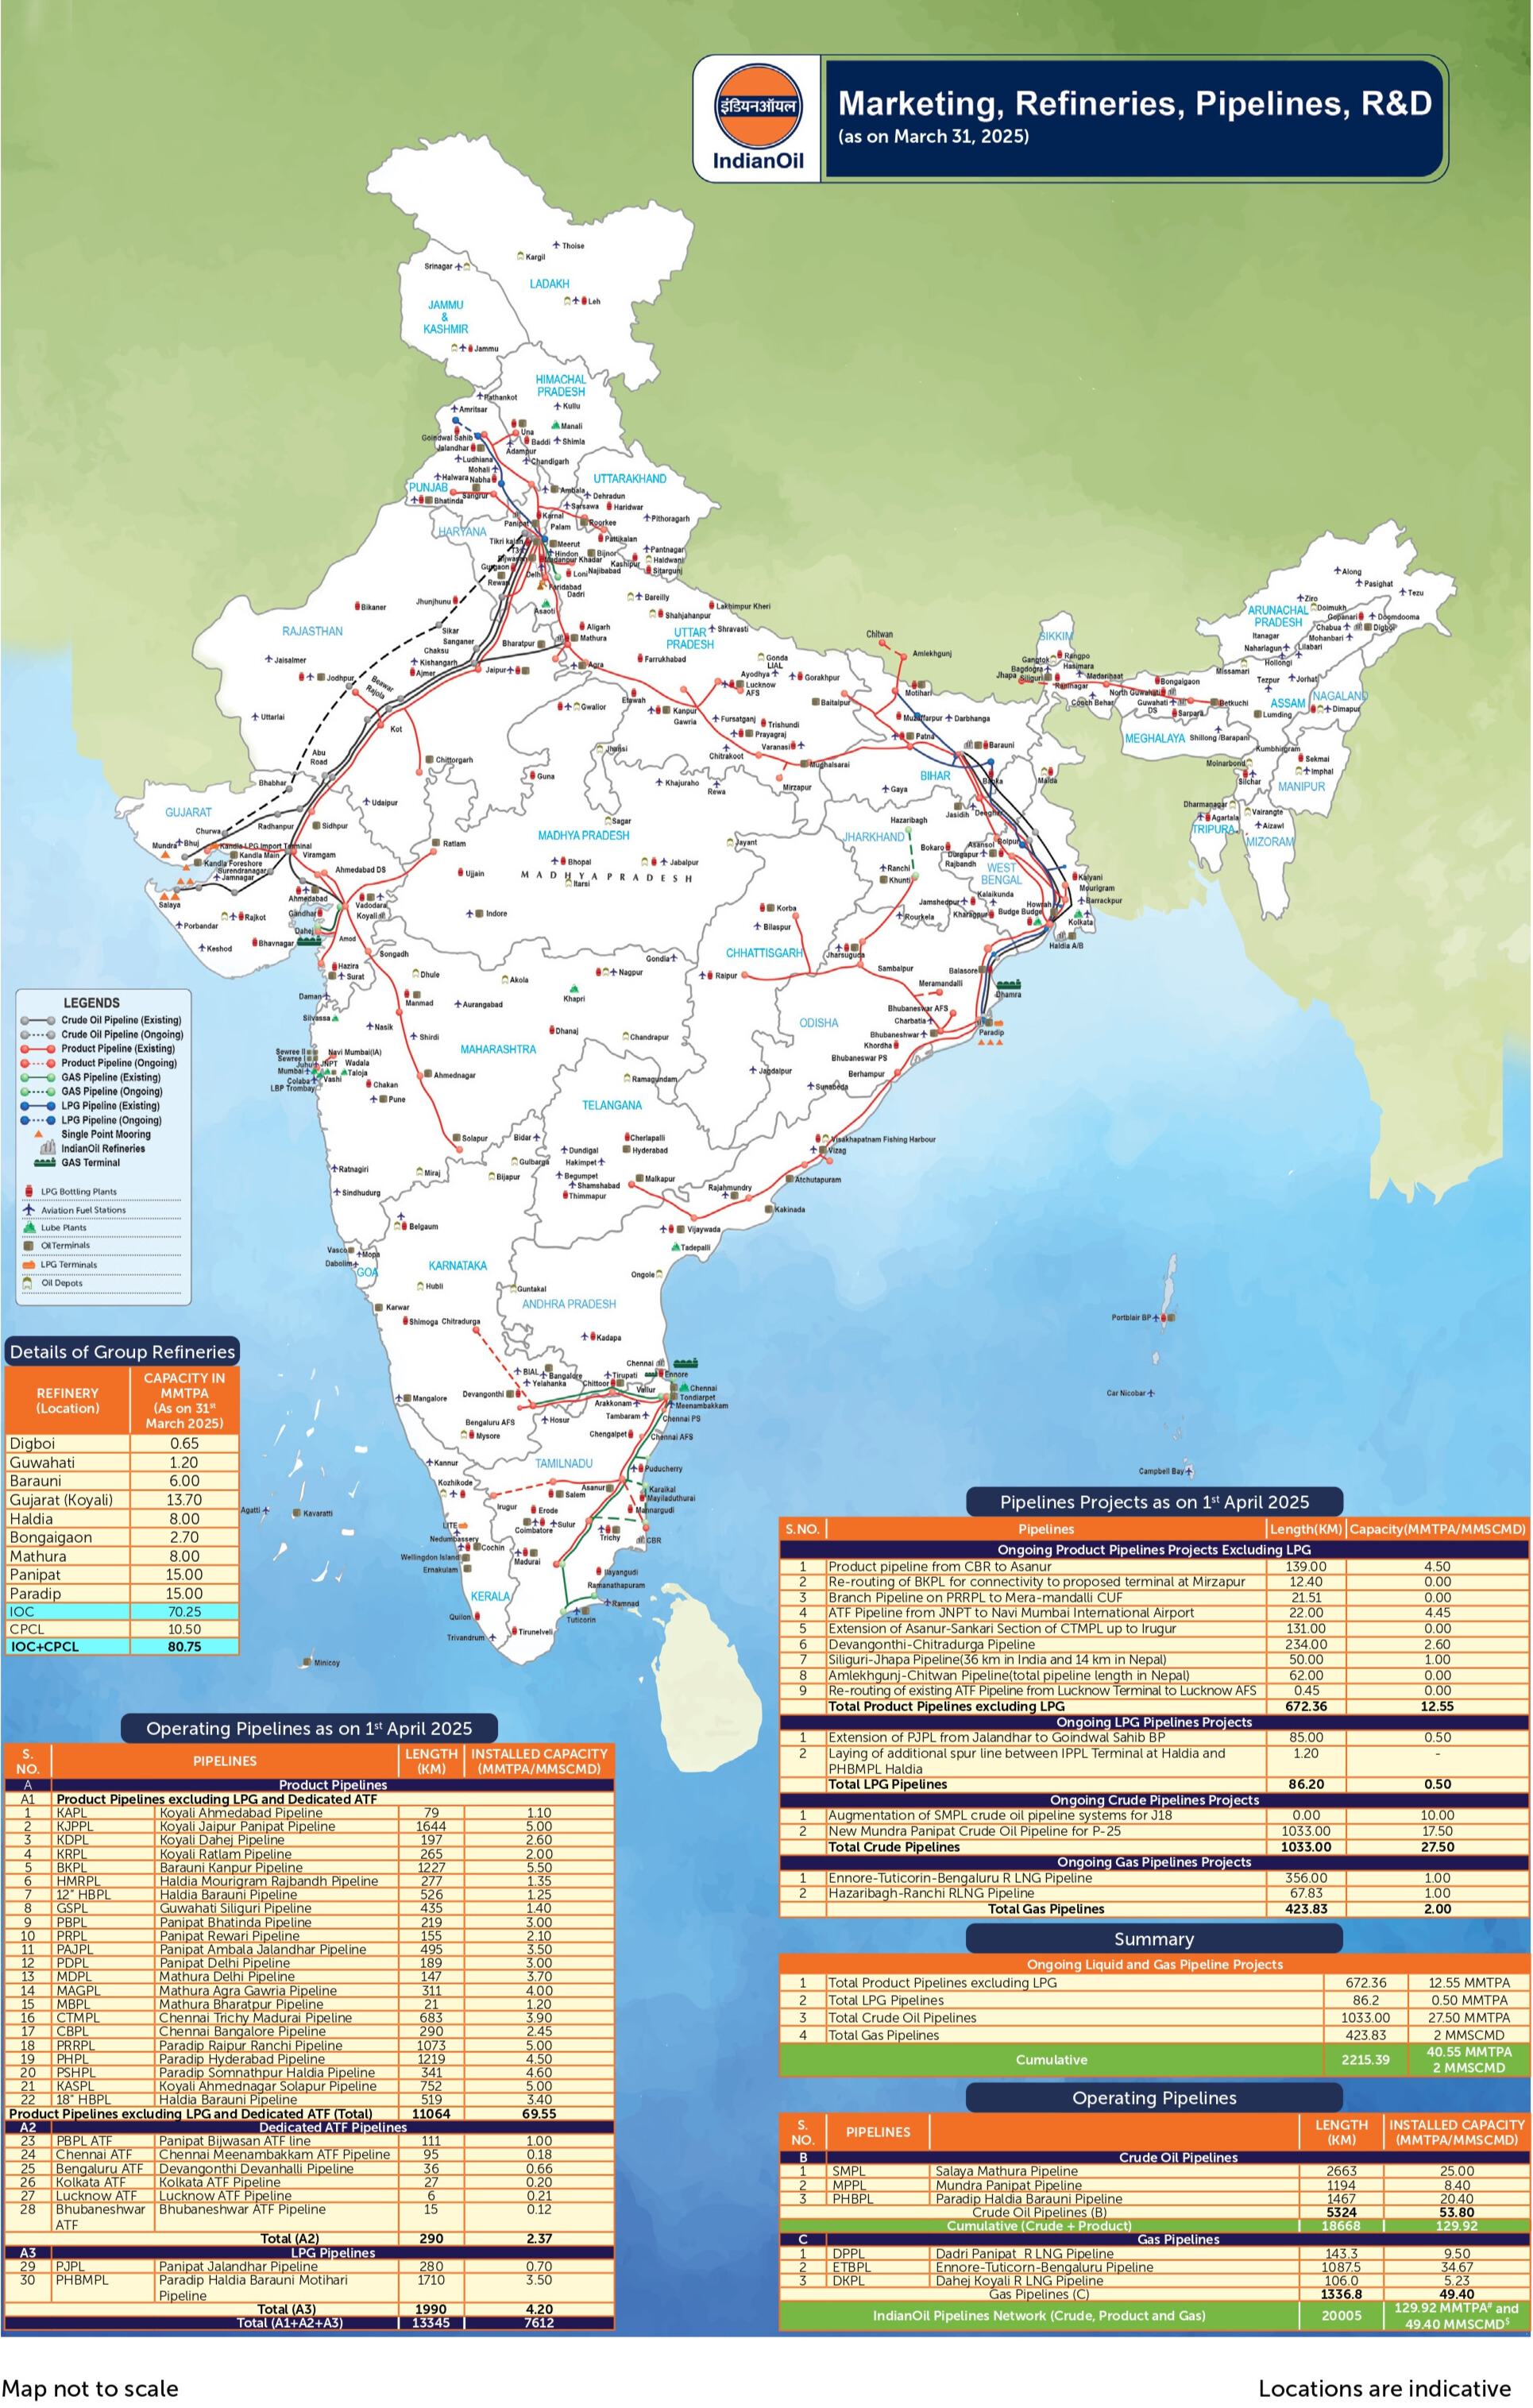 इंडियनऑयल
IndianOil
Marketing, Refineries, Pipelines, R&D
(as on March 31, 2025)
Thoise
Kargil
Srinagar
LADAKH
Leh
JAMMU
&
KASHMIR
Jammu
HIMACHAL
PRADESH
Pathankot
Kullu
Amritsar
Manali
Una
Goindwal Sahib
Baddi
Shimla
Jalandhar
Adampur
Ludhiana
Chandigarh
Mohali
Halwara
Nabha
UTTARAKHAND
PUNJAB
Sangrur
Ambala
Dehradun
Bhatinda
Sarsawa
Haridwar
Karnal
Pithoragarh
HARYANA
Panipat
Palam
Roorkee
Tikri kalan
Meerut
Pattikalan
Hindon
Bijnor
Pantnagar
Bijwasan
Madanpur Khadar
Haldwani
Gurgaon
Kashipur
Delhi
Loni
Najibabad
Sitargunj
Rewari
Faridabad
Dadri
Bareilly
Bikaner
Jhunjhunu
Asaoti
Lakhimpur Kheri
Shahjahanpur
RAJASTHAN
Sikar
Aligarh
UTTAR
PRADESH
Shravasti
Sanganer
Bharatpur
Mathura
Chaksu
Jaisalmer
Kishangarh
Farrukhabad
Gonda
LIAL
Ajmer
Jaipur
Agra
Ayodhya
Gorakhpur
Jodhpur
Beawar
Rajola
Lucknow
AFS
Etawah
Uttarlai
Gwalior
Kanpur
Gawria
Fursatganj
Trishundi
Kot
Prayagraj
Abu
Road
Chittorgarh
Jhansi
Chitrakoot
Varanasi
Mughalsarai
Bhabhar
Guna
Khajuraho
Rewa
Mirzapur
Udaipur
GUJARAT
Radhanpur
Sidhpur
Sagar
Churwa
MADHYA PRADESH
Jayant
Mundra
Bhuj
Kandla LPG Import Terminal
Ratlam
Kandla Main
Viramgam
Kandla Foreshore
Bhopal
Jabalpur
Surendranagar
Ahmedabad DS
Ujjain
M A D H Y A P R A D E S H
Jamnagar
Itarsi
Salaya
Ahmedabad
Vadodara
Gandhar
Koyali
Indore
Rajkot
Porbandar
Dahej
Keshod
Bhavnagar
Amod
Songadh
Hazira
Surat
Dhule
Akola
Nagpur
Gondia
Khapri
Daman
Manmad
Aurangabad
Silvassa
Nasik
Shirdi
Dhanaj
Chandrapur
MAHARASHTRA
Sewree II
Sewree I
Navi Mumbai(IA)
Juhu
JNPT
Wadala
Mumbai
Taloja
Colaba
Vashi
LBP Trombay
Chakan
Ahmednagar
Ramagundam
Pune
TELANGANA
Solapur
Bidar
Cherlapalli
Dundigal
Hyderabad
Gulbarga
Hakimpet
Ratnagiri
Miraj
Bijapur
Begumpet
Shamshabad
Malkapur
Thimmapur
Sindhudurg
Rajahmundry
Atchutapuram
Kakinada
Belgaum
Vijaywada
Tadepalli
Vasco
Mopa
Dabolim
GOA
KARNATAKA
Hubli
Ongole
Guntakal
Karwar
ANDHRA PRADESH
Shimoga
Chitradurga
Kadapa
Chennai
BIAL
Bangalore
Tirupati
Ennore
Yelahanka
Chittoor
Vellur
Chennai
Devangonthi
Tondiarpet
Mangalore
Arakkonam
Meenambakkam
Bengaluru AFS
Hosur
Tambaram
Chennai PS
Mysore
Chengalpet
Chennai AFS
Kannur
TAMILNADU
Puducherry
Kozhikode
Salem
Asanur
Karaikal
Mayiladuthurai
Irugur
Erode
Mannargudi
LITE
Coimbatore
Sulur
Trichy
CBR
Nedumbassery
Cochin
Wellingdon Island
Madurai
Ernakulam
Ilayangudi
Ramanathapuram
KERALA
Ramnad
Quilon
Tuticorin
Trivandrum
Tirunelveli
Agatti
Kavaratti
Minicoy
Chitwan
Amlekhgunj
Motihari
Baitalpur
Muzaffarpur
Darbhanga
Patna
Barauni
BIHAR
Banka
Gaya
Malda
Jasidih
Deoghar
Hazaribagh
JHARKHAND
Bokaro
Asansol
Bolpur
Durgapur
Rajbandh
Ranchi
WEST
BENGAL
Khunti
Kalyani
Kalaikunda
Mourigram
Korba
Jamshedpur
Howrah
Barrackpur
Bilaspur
Rourkela
Kharagpur
Budge Budge
Kolkata
Haldia A/B
CHHATTISGARH
Jharsuguda
Raipur
Sambalpur
Balasore
Meramandalli
Dhamra
Bhubaneswar AFS
ODISHA
Charbatia
Bhubaneshwar
Paradip
Khordha
Bhubaneswar PS
Jagdalpur
Berhampur
Sunabeda
Visakhapatnam Fishing Harbour
Vizag
SIKKIM
Gangtok
Rangpo
Bagdogra
Hasimara
Jhapa
Siliguri
Madarihaat
Raninagar
Cooch Behar
Bongaigaon
North Guwahati
Guwahati
DS
Betkuchi
Sarpara
MEGHALAYA
Shillong /Barapani
Lumding
Along
Pasighat
Tezu
Ziro
ARUNACHAL
PRADESH
Doimukh
Gopanari
Doomdooma
Chabua
Digboi
Itanagar
Mohanbari
Naharlagun
Lilabari
Hollongi
Missamari
Tezpur
Jorhat
NAGALAND
ASSAM
Dimapur
Kumbhirgram
Sekmai
Moinarbond
Imphal
Silchar
MANIPUR
Dharmanagar
Vairangte
Agartala
Aizawl
TRIPURA
MIZORAM
Portblair BP
Car Nicobar
Campbell Bay
LEGENDS
Crude Oil Pipeline (Existing)
Crude Oil Pipeline (Ongoing)
Product Pipeline (Existing)
Product Pipeline (Ongoing)
GAS Pipeline (Existing)
GAS Pipeline (Ongoing)
LPG Pipeline (Existing)
LPG Pipeline (Ongoing)
Single Point Mooring
IndianOil Refineries
GAS Terminal
LPG Bottling Plants
Aviation Fuel Stations
Lube Plants
OilTerminals
LPG Terminals
Oil Depots
Details of Group Refineries
REFINERY (Location) CAPACITY IN MMTPA (As on 31st March 2025)
Digboi 0.65
Guwahati 1.20
Barauni 6.00
Gujarat (Koyali) 13.70
Haldia 8.00
Bongaigaon 2.70
Mathura 8.00
Panipat 15.00
Paradip 15.00
IOC 70.25
CPCL 10.50
IOC+CPCL 80.75
Operating Pipelines as on 1st April 2025
S. NO. PIPELINES LENGTH (KM) INSTALLED CAPACITY (MMTPA/MMSCMD)
A Product Pipelines
A1 Product Pipelines excluding LPG and Dedicated ATF
1 KAPL Koyali Ahmedabad Pipeline 79 1.10
2 KJPPL Koyali Jaipur Panipat Pipeline 1644 5.00
3 KDPL Koyali Dahej Pipeline 197 2.60
4 KRPL Koyali Ratlam Pipeline 265 2.00
5 BKPL Barauni Kanpur Pipeline 1227 5.50
6 HMRPL Haldia Mourigram Rajbandh Pipeline 277 1.35
7 12" HBPL Haldia Barauni Pipeline 526 1.25
8 GSPL Guwahati Siliguri Pipeline 435 1.40
9 PBPL Panipat Bhatinda Pipeline 219 3.00
10 PRPL Panipat Rewari Pipeline 155 2.10
11 PAJPL Panipat Ambala Jalandhar Pipeline 495 3.50
12 PDPL Panipat Delhi Pipeline 189 3.00
13 MDPL Mathura Delhi Pipeline 147 3.70
14 MAGPL Mathura Agra Gawria Pipeline 311 4.00
15 MBPL Mathura Bharatpur Pipeline 21 1.20
16 CTMPL Chennai Trichy Madurai Pipeline 683 3.90
17 CBPL Chennai Bangalore Pipeline 290 2.45
18 PRRPL Paradip Raipur Ranchi Pipeline 1073 5.00
19 PHPL Paradip Hyderabad Pipeline 1219 4.50
20 PSHPL Paradip Somnathpur Haldia Pipeline 341 4.60
21 KASPL Koyali Ahmednagar Solapur Pipeline 752 5.00
22 18" HBPL Haldia Barauni Pipeline 519 3.40
Product Pipelines excluding LPG and Dedicated ATF (Total) 11064 69.55
A2 Dedicated ATF Pipelines
23 PBPL ATF Panipat Bijwasan ATF line 111 1.00
24 Chennai ATF Chennai Meenambakkam ATF Pipeline 95 0.18
25 Bengaluru ATF Devangonthi Devanhalli Pipeline 36 0.66
26 Kolkata ATF Kolkata ATF Pipeline 27 0.20
27 Lucknow ATF Lucknow ATF Pipeline 6 0.21
28 Bhubaneshwar ATF Bhubaneshwar ATF Pipeline 15 0.12
Total (A2) 290 2.37
A3 LPG Pipelines
29 PJPL Panipat Jalandhar Pipeline 280 0.70
30 PHBMPL Paradip Haldia Barauni Motihari Pipeline 1710 3.50
Total (A3) 1990 4.20
Total (A1+A2+A3) 13345 7612
Pipelines Projects as on 1st April 2025
S.NO. Pipelines Length(KM) Capacity(MMTPA/MMSCMD)
Ongoing Product Pipelines Projects Excluding LPG
1 Product pipeline from CBR to Asanur 139.00 4.50
2 Re-routing of BKPL for connectivity to proposed terminal at Mirzapur 12.40 0.00
3 Branch Pipeline on PRRPL to Mera-mandalli CUF 21.51 0.00
4 ATF Pipeline from JNPT to Navi Mumbai International Airport 22.00 4.45
5 Extension of Asanur-Sankari Section of CTMPL up to Irugur 131.00 0.00
6 Devangonthi-Chitradurga Pipeline 234.00 2.60
7 Siliguri-Jhapa Pipeline(36 km in India and 14 km in Nepal) 50.00 1.00
8 Amlekhgunj-Chitwan Pipeline(total pipeline length in Nepal) 62.00 0.00
9 Re-routing of existing ATF Pipeline from Lucknow Terminal to Lucknow AFS 0.45 0.00
Total Product Pipelines excluding LPG 672.36 12.55
Ongoing LPG Pipelines Projects
1 Extension of PJPL from Jalandhar to Goindwal Sahib BP 85.00 0.50
2 Laying of additional spur line between IPPL Terminal at Haldia and PHBMPL Haldia 1.20 -
Total LPG Pipelines 86.20 0.50
Ongoing Crude Pipelines Projects
1 Augmentation of SMPL crude oil pipeline systems for J18 0.00 10.00
2 New Mundra Panipat Crude Oil Pipeline for P-25 1033.00 17.50
Total Crude Pipelines 1033.00 27.50
Ongoing Gas Pipelines Projects
1 Ennore-Tuticorin-Bengaluru R LNG Pipeline 356.00 1.00
2 Hazaribagh-Ranchi RLNG Pipeline 67.83 1.00
Total Gas Pipelines 423.83 2.00
Summary
Ongoing Liquid and Gas Pipeline Projects
1 Total Product Pipelines excluding LPG 672.36 12.55 MMTPA
2 Total LPG Pipelines 86.2 0.50 MMTPA
3 Total Crude Oil Pipelines 1033.00 27.50 MMTPA
4 Total Gas Pipelines 423.83 2 MMSCMD
Cumulative 2215.39 40.55 MMTPA 2 MMSCMD
Operating Pipelines
S. NO. PIPELINES LENGTH (KM) INSTALLED CAPACITY (MMTPA/MMSCMD)
B Crude Oil Pipelines
1 SMPL Salaya Mathura Pipeline 2663 25.00
2 MPPL Mundra Panipat Pipeline 1194 8.40
3 PHBPL Paradip Haldia Barauni Pipeline 1467 20.40
Crude Oil Pipelines (B) 5324 53.80
Cumulative (Crude + Product) 18668 129.92
C Gas Pipelines
1 DPPL Dadri Panipat R LNG Pipeline 143.3 9.50
2 ETBPL Ennore-Tuticorn-Bengaluru Pipeline 1087.5 34.67
3 DKPL Dahej Koyali R LNG Pipeline 106.0 5.23
Gas Pipelines (C) 1336.8 49.40
IndianOil Pipelines Network (Crude, Product and Gas) 20005 129.92 MMTPA# and 49.40 MMSCMD$
Map not to scale
Locations are indicative